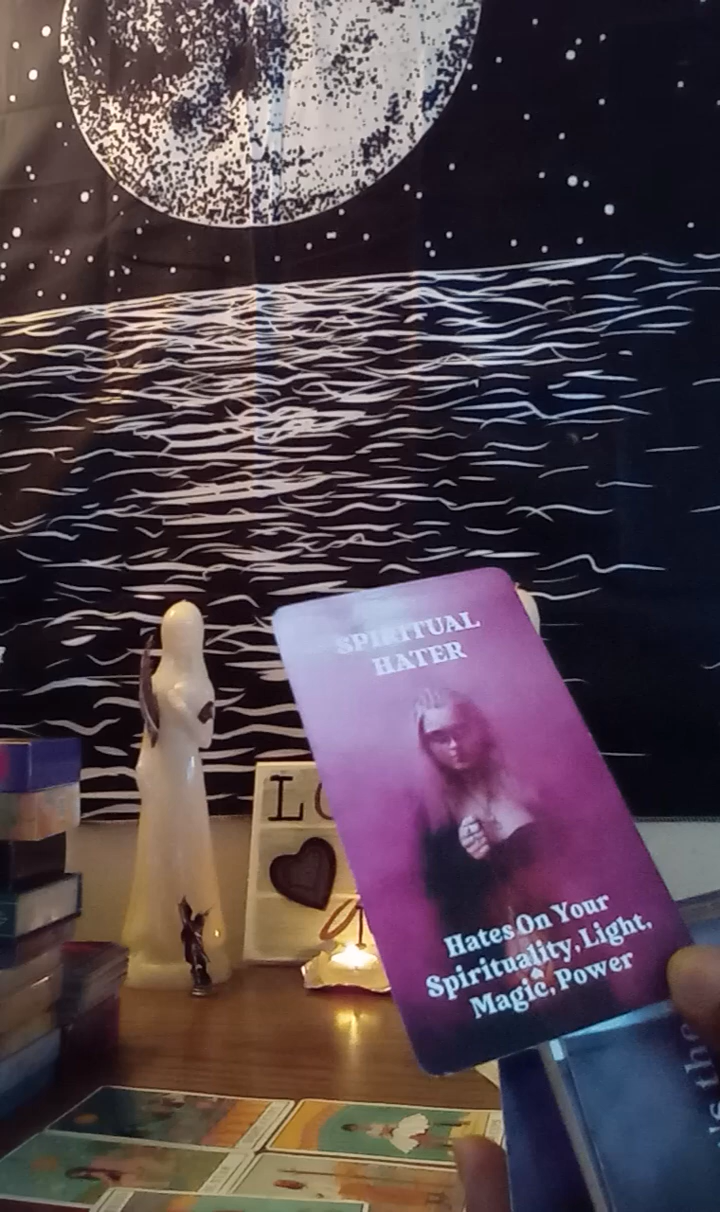 SPIRITUAL
HATER
Hates On Your
Spirituality, Light,
Magic, Power